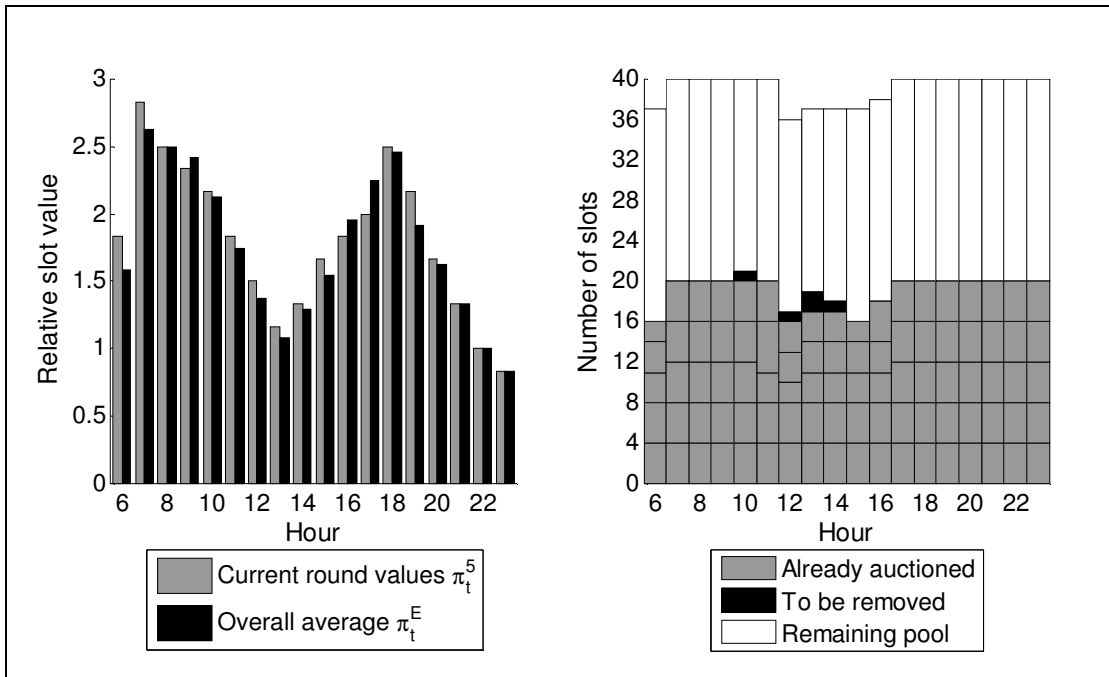 3
2.5
2
1.5
1
0.5
0
Relative slot value
6 8 10 12 14 16 18 20 22
Hour
Current round values π_t^5
Overall average π_t^E
40
36
32
28
24
20
16
12
8
4
0
Number of slots
6 8 10 12 14 16 18 20 22
Hour
Already auctioned
To be removed
Remaining pool